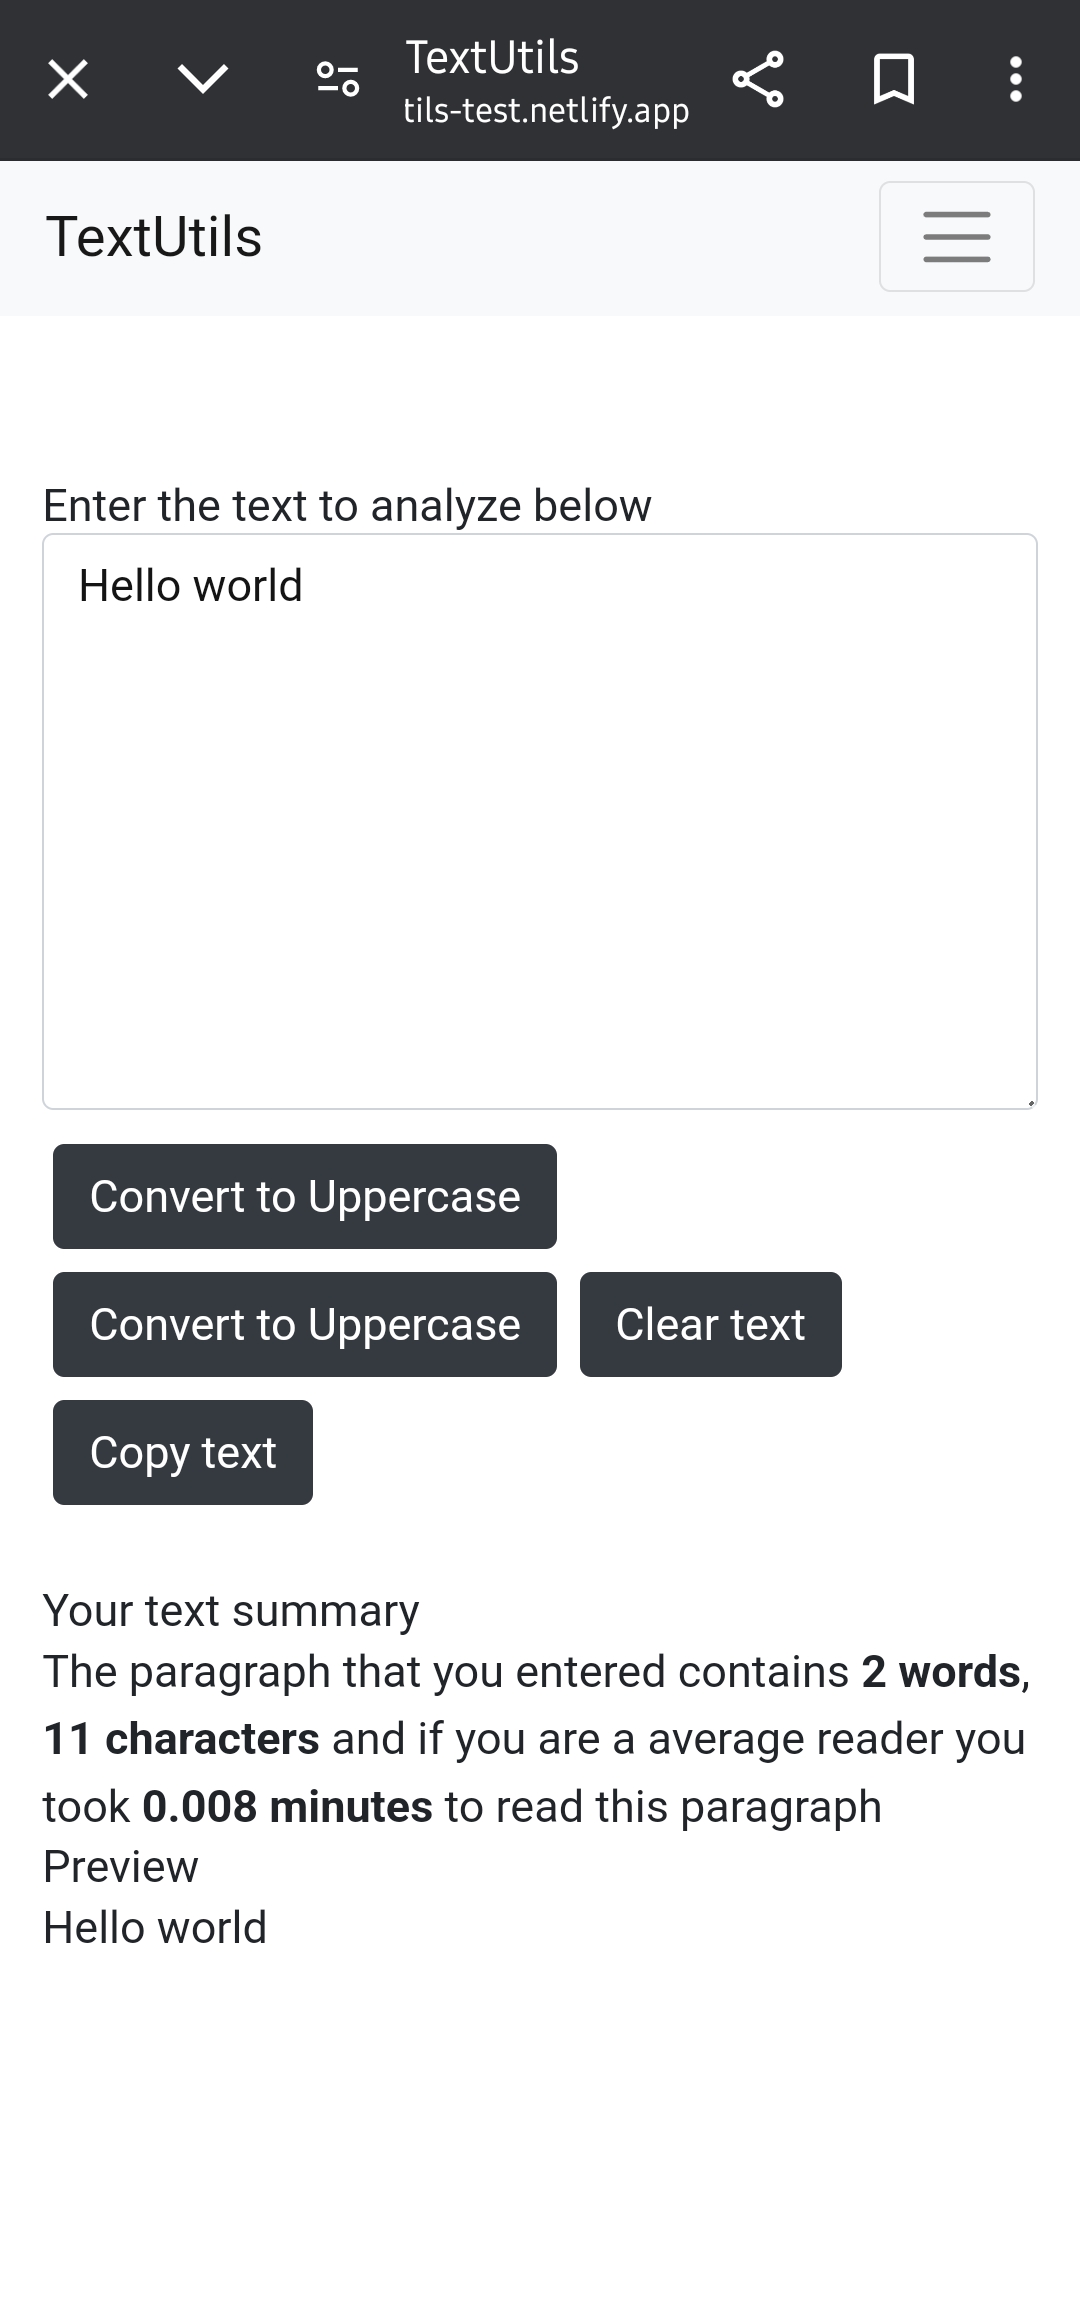 TextUtils
tils-test.netlify.app
TextUtils
Enter the text to analyze below
Hello world
Convert to Uppercase
Convert to Uppercase Clear text
Copy text
Your text summary
The paragraph that you entered contains 2 words,
11 characters and if you are a average reader you
took 0.008 minutes to read this paragraph
Preview
Hello world